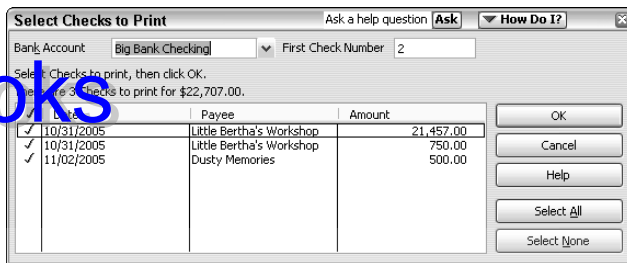 Select Checks to Print Ask a help question Ask How Do I?
Bank Account Big Bank Checking First Check Number 2
Select Checks to print, then click OK.
There are 3 Checks to print for $22,707.00.
oks
✓ Date Payee Amount
✓ 10/31/2005 Little Bertha's Workshop 21,457.00
✓ 10/31/2005 Little Bertha's Workshop 750.00
✓ 11/02/2005 Dusty Memories 500.00
OK
Cancel
Help
Select All
Select None